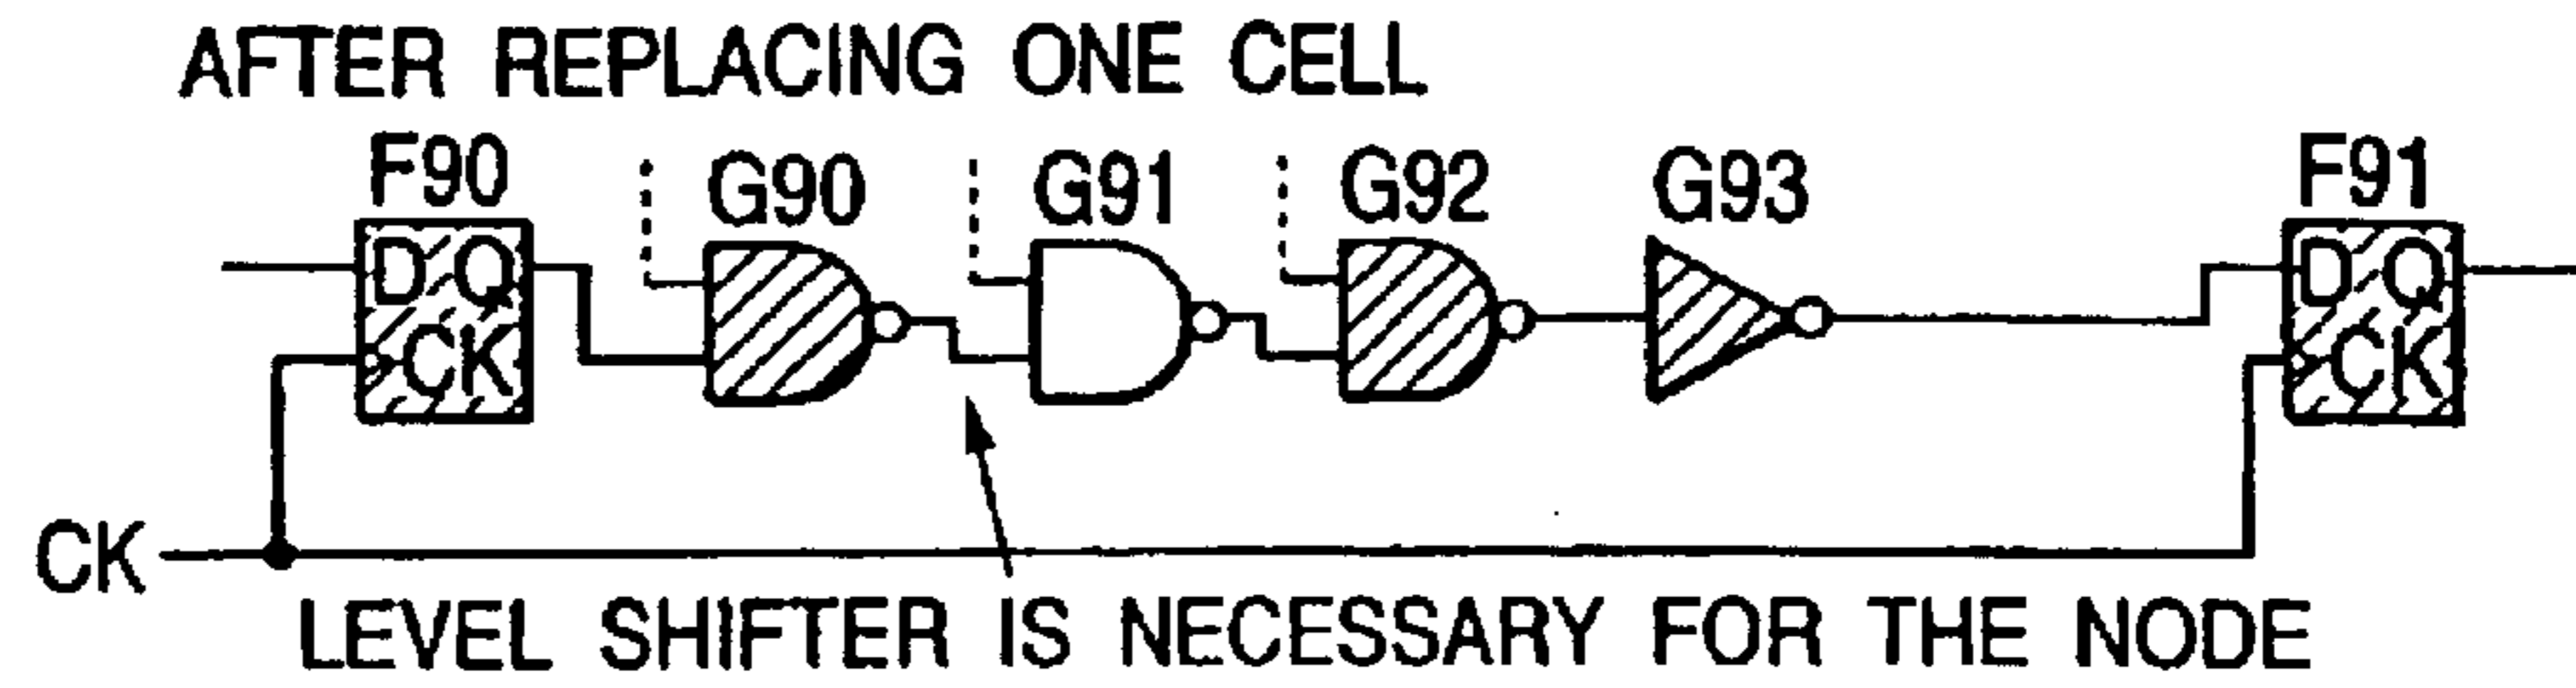 AFTER REPLACING ONE CELL
F90 G90 G91 G92 G93 F91
D Q D Q
CK CK
CK
LEVEL SHIFTER IS NECESSARY FOR THE NODE